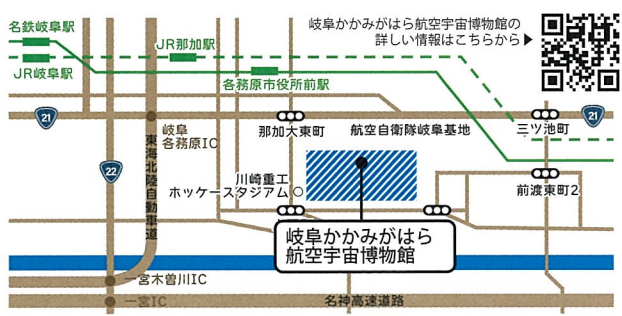 岐阜かかみがはら航空宇宙博物館の
詳しい情報はこちらから▶
名鉄岐阜駅
JR那加駅
JR岐阜駅
各務原市役所前駅
21
岐阜
各務原IC
那加大東町
航空自衛隊岐阜基地
三ツ池町
21
東海北陸自動車道
22
川崎重工
ホッケースタジアム
前渡東町2
岐阜かかみがはら
航空宇宙博物館
一宮木曽川IC
一宮IC
名神高速道路